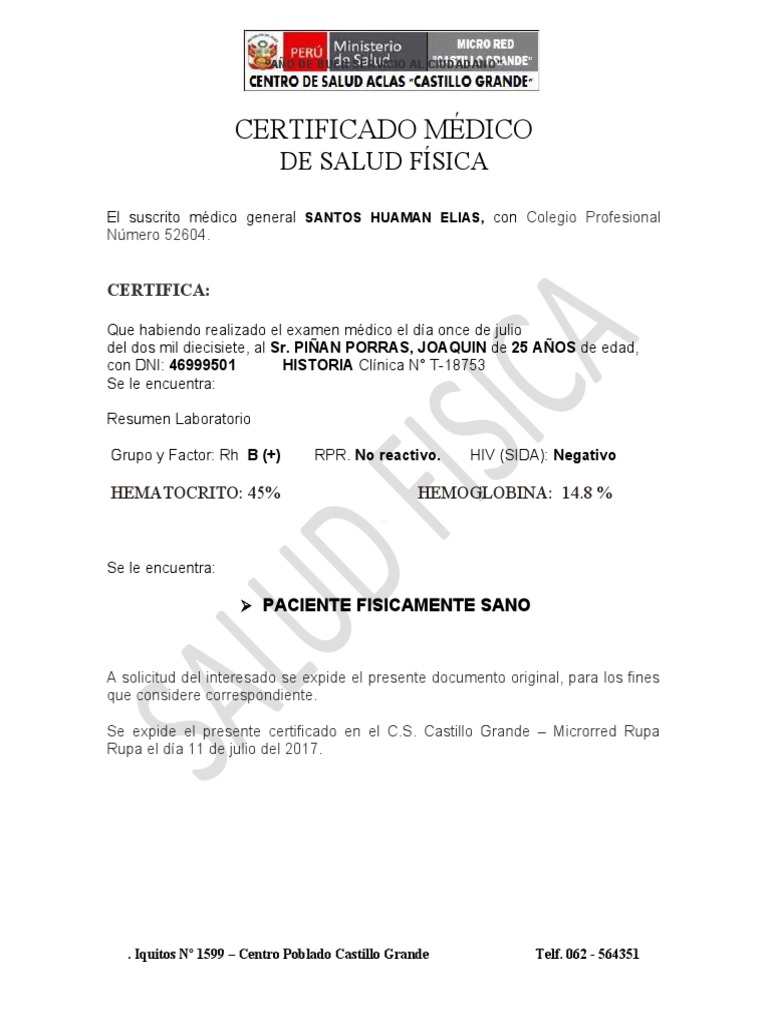 PERÚ
Ministerio
de Salud
MICRO RED
"CASTILLO GRANDE"
"AÑO DE BUEN SERVICIO AL CIUDADANO"
CENTRO DE SALUD ACLAS "CASTILLO GRANDE"
CERTIFICADO MÉDICO
DE SALUD FÍSICA
El suscrito médico general SANTOS HUAMAN ELIAS, con Colegio Profesional
Número 52604.
CERTIFICA:
Que habiendo realizado el examen médico el día once de julio
del dos mil diecisiete, al Sr. PIÑAN PORRAS, JOAQUIN de 25 AÑOS de edad,
con DNI: 46999501 HISTORIA Clínica N° T-18753
Se le encuentra:
Resumen Laboratorio
Grupo y Factor: Rh B (+) RPR. No reactivo. HIV (SIDA): Negativo
HEMATOCRITO: 45% HEMOGLOBINA: 14.8 %
Se le encuentra:
➢ PACIENTE FISICAMENTE SANO
A solicitud del interesado se expide el presente documento original, para los fines
que considere correspondiente.
Se expide el presente certificado en el C.S. Castillo Grande – Microrred Rupa
Rupa el día 11 de julio del 2017.
SALUD FISICA
. Iquitos Nº 1599 – Centro Poblado Castillo Grande Telf. 062 - 564351